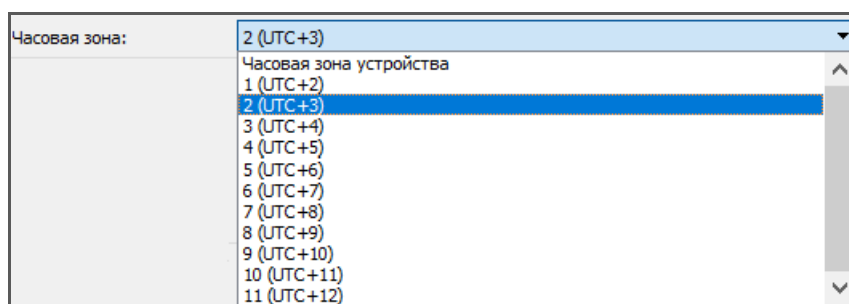 Часовая зона: 2 (UTC+3)
Часовая зона устройства
1 (UTC+2)
2 (UTC+3)
3 (UTC+4)
4 (UTC+5)
5 (UTC+6)
6 (UTC+7)
7 (UTC+8)
8 (UTC+9)
9 (UTC+10)
10 (UTC+11)
11 (UTC+12)